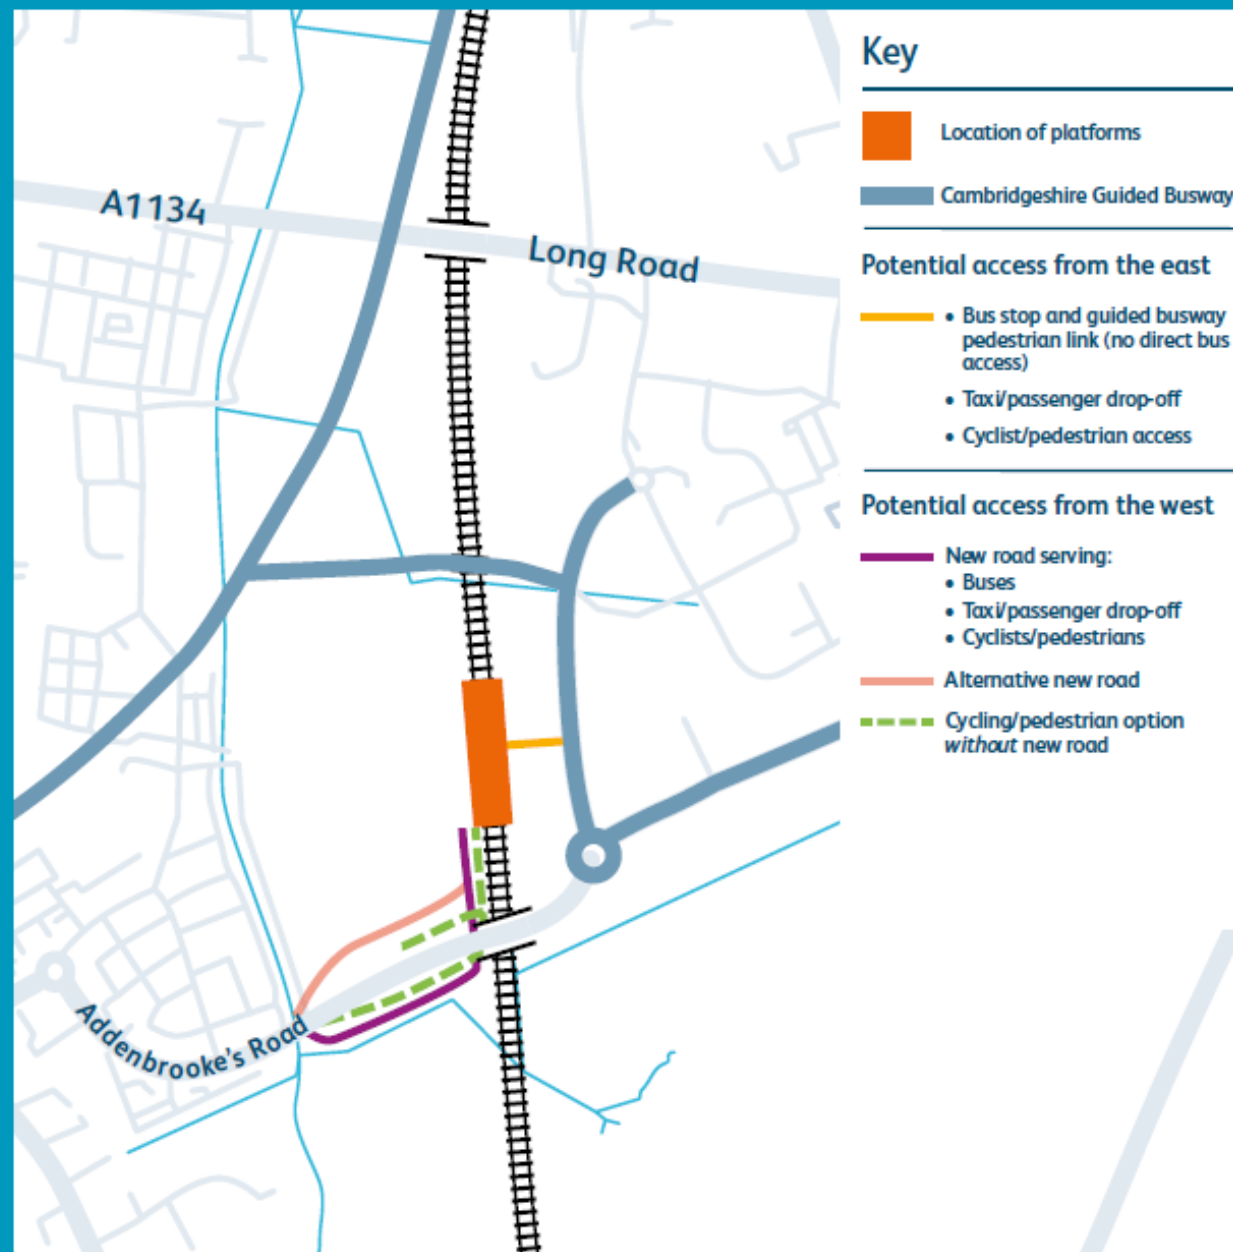 A1134
Long Road
Addenbrooke's Road
Key
Location of platforms
Cambridgeshire Guided Busway
Potential access from the east
• Bus stop and guided busway
pedestrian link (no direct bus
access)
• Taxi/passenger drop-off
• Cyclist/pedestrian access
Potential access from the west
New road serving:
• Buses
• Taxi/passenger drop-off
• Cyclists/pedestrians
Alternative new road
Cycling/pedestrian option
without new road